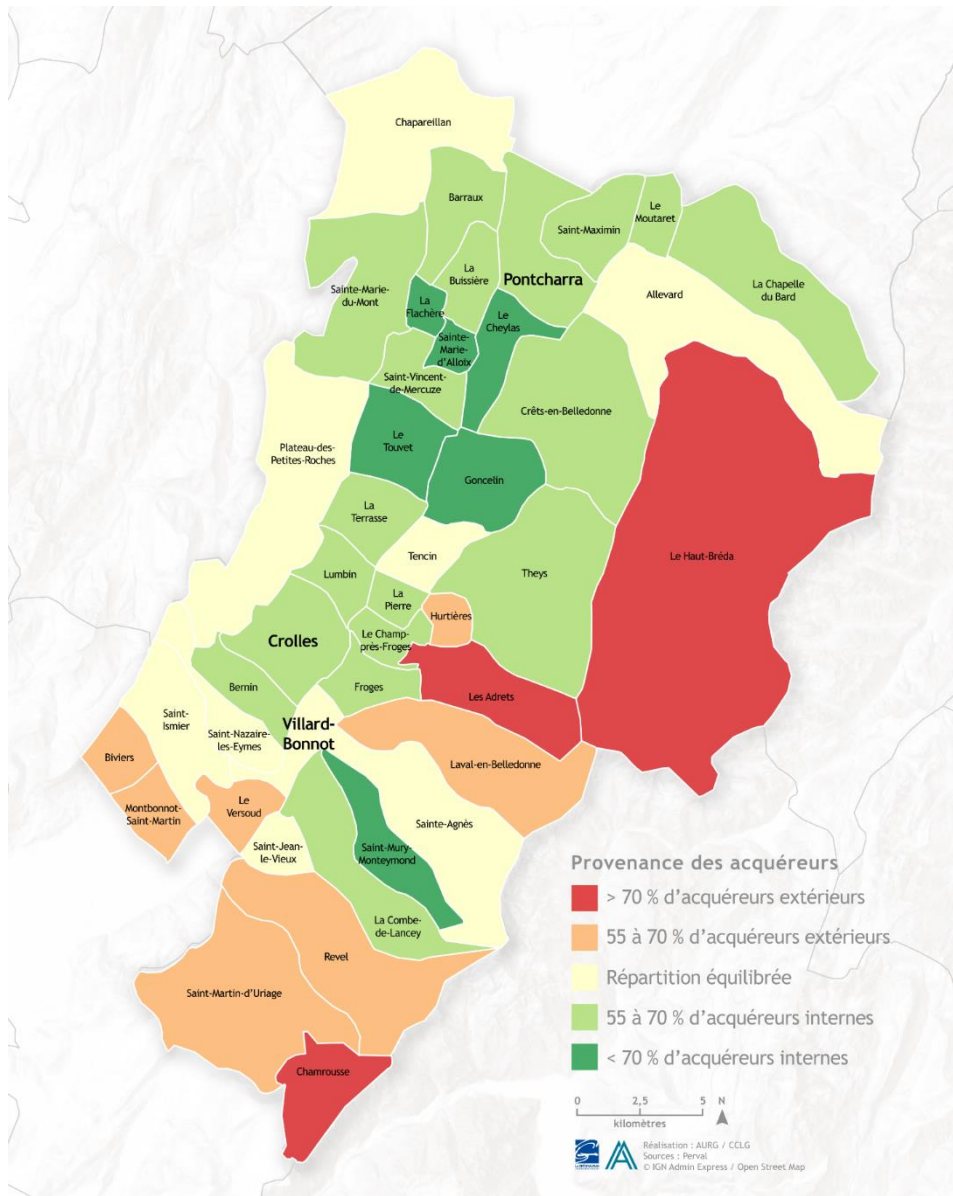 Chapareillan
Barraux
Saint-Maximin
Le
Moutaret
La Chapelle
du Bard
La
Buissière
Pontcharra
Allevard
Sainte-Marie-
du-Mont
La
Flachère
Le
Cheylas
Sainte-
Marie-
d'Alloix
Saint-Vincent-
de-Mercuze
Crêts-en-Belledonne
Le
Touvet
Plateau-des-
Petites-Roches
Goncelin
La
Terrasse
Tencin
Le Haut-Bréda
Theys
Lumbin
La
Pierre
Hurtières
Crolles
Le Champ-
près-Froges
Bernin
Froges
Les Adrets
Saint-
Ismier
Saint-Nazaire-
les-Eymes
Villard-
Bonnot
Biviers
Laval-en-Belledonne
Montbonnot-
Saint-Martin
Le
Versoud
Sainte-Agnès
Saint-Jean-
le-Vieux
Saint-Mury-
Monteymond
La Combe-
de-Lancey
Revel
Saint-Martin-d'Uriage
Chamrousse
Provenance des acquéreurs
> 70 % d'acquéreurs extérieurs
55 à 70 % d'acquéreurs extérieurs
Répartition équilibrée
55 à 70 % d'acquéreurs internes
< 70 % d'acquéreurs internes
0 2,5 5 N
kilomètres
Réalisation : AURG / CCLG
Sources : Perval
© IGN Admin Express / Open Street Map